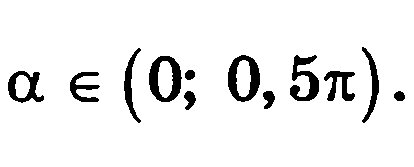 α ∈ (0; 0,5π).